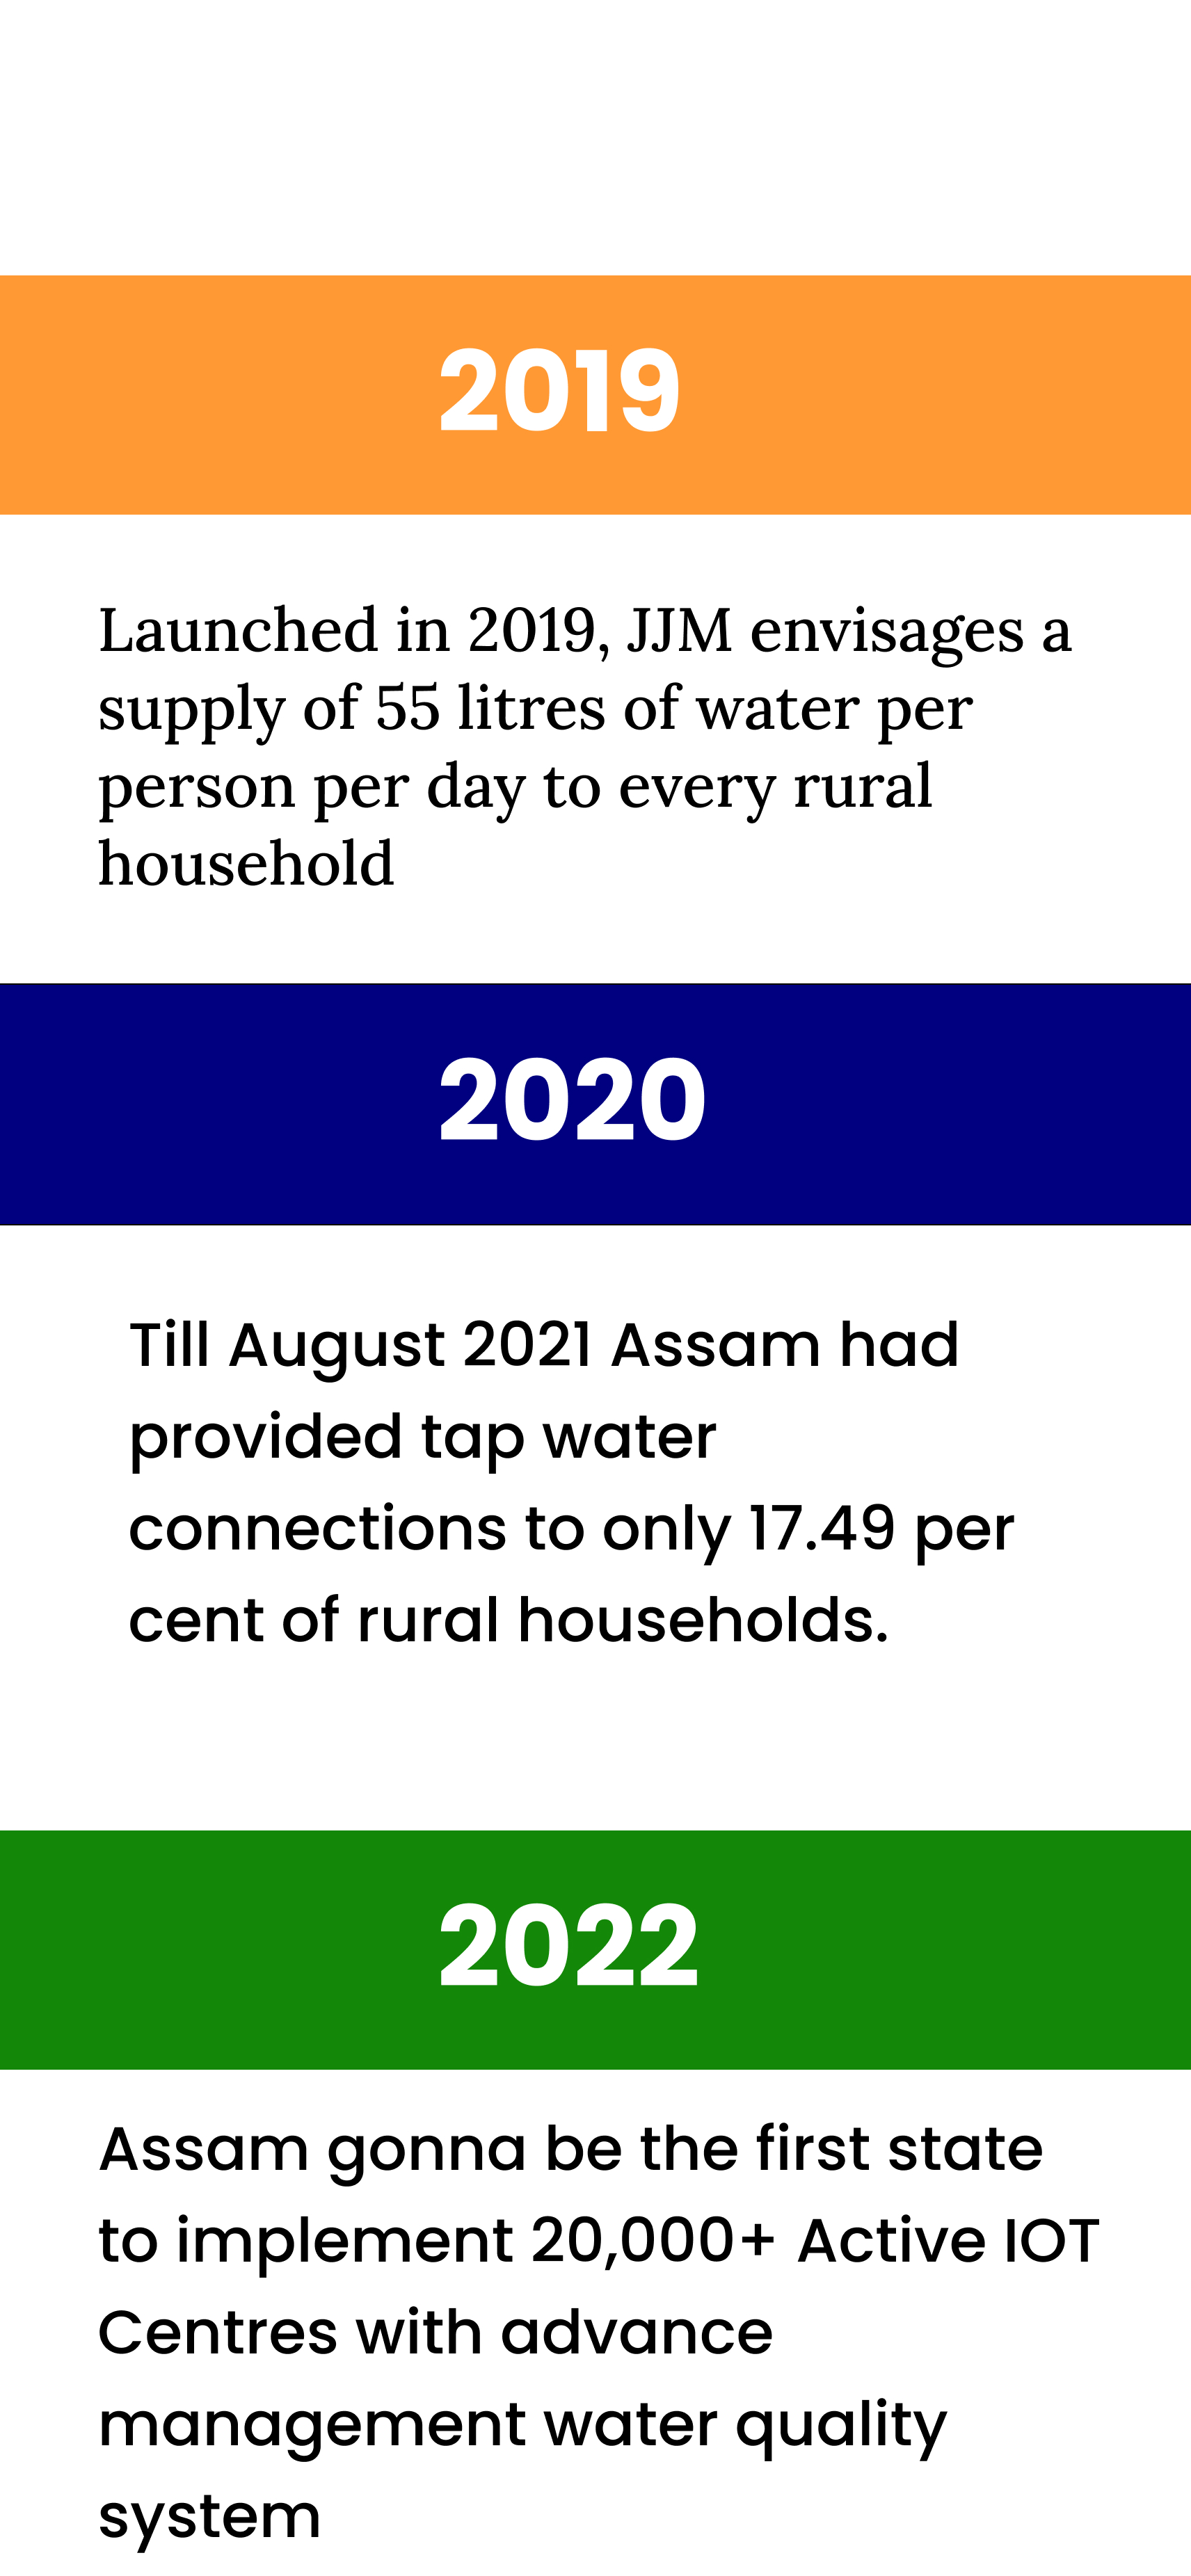 2019
Launched in 2019, JJM envisages a
supply of 55 litres of water per
person per day to every rural
household
2020
Till August 2021 Assam had
provided tap water
connections to only 17.49 per
cent of rural households.
2022
Assam gonna be the first state
to implement 20,000+ Active IOT
Centres with advance
management water quality
system